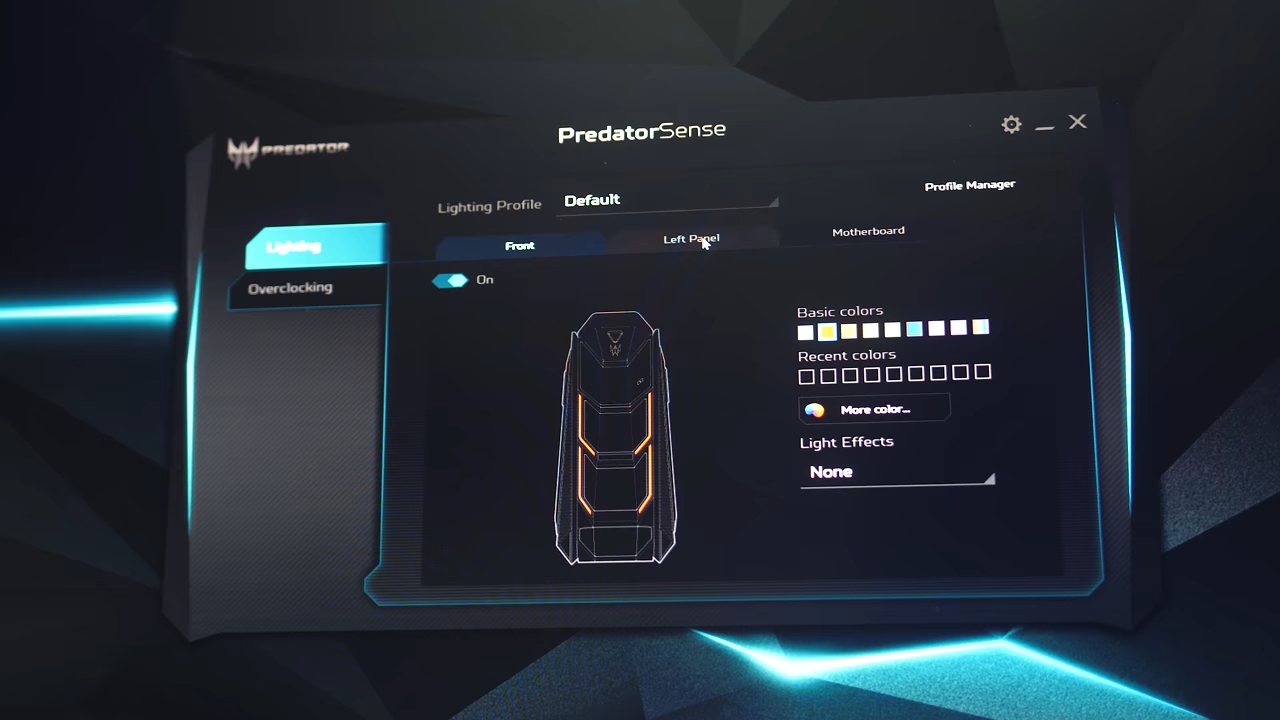 PREDATOR
PredatorSense
Lighting Profile
Default
Profile Manager
Lighting
Overclocking
Front
Left Panel
Motherboard
On
Basic colors
Recent colors
More color...
Light Effects
None